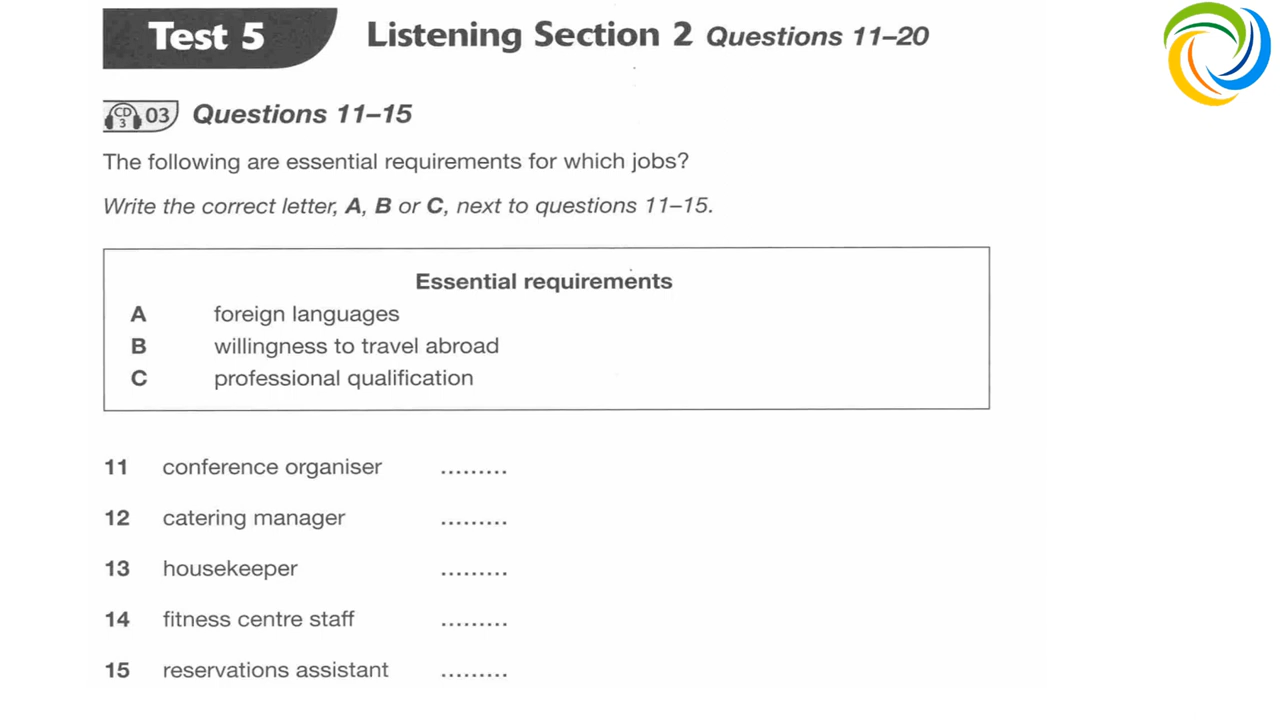 Test 5 Listening Section 2 Questions 11–20
CD 3 03 Questions 11–15
The following are essential requirements for which jobs?
Write the correct letter, A, B or C, next to questions 11–15.
Essential requirements
A foreign languages
B willingness to travel abroad
C professional qualification
11 conference organiser .........
12 catering manager .........
13 housekeeper .........
14 fitness centre staff .........
15 reservations assistant .........